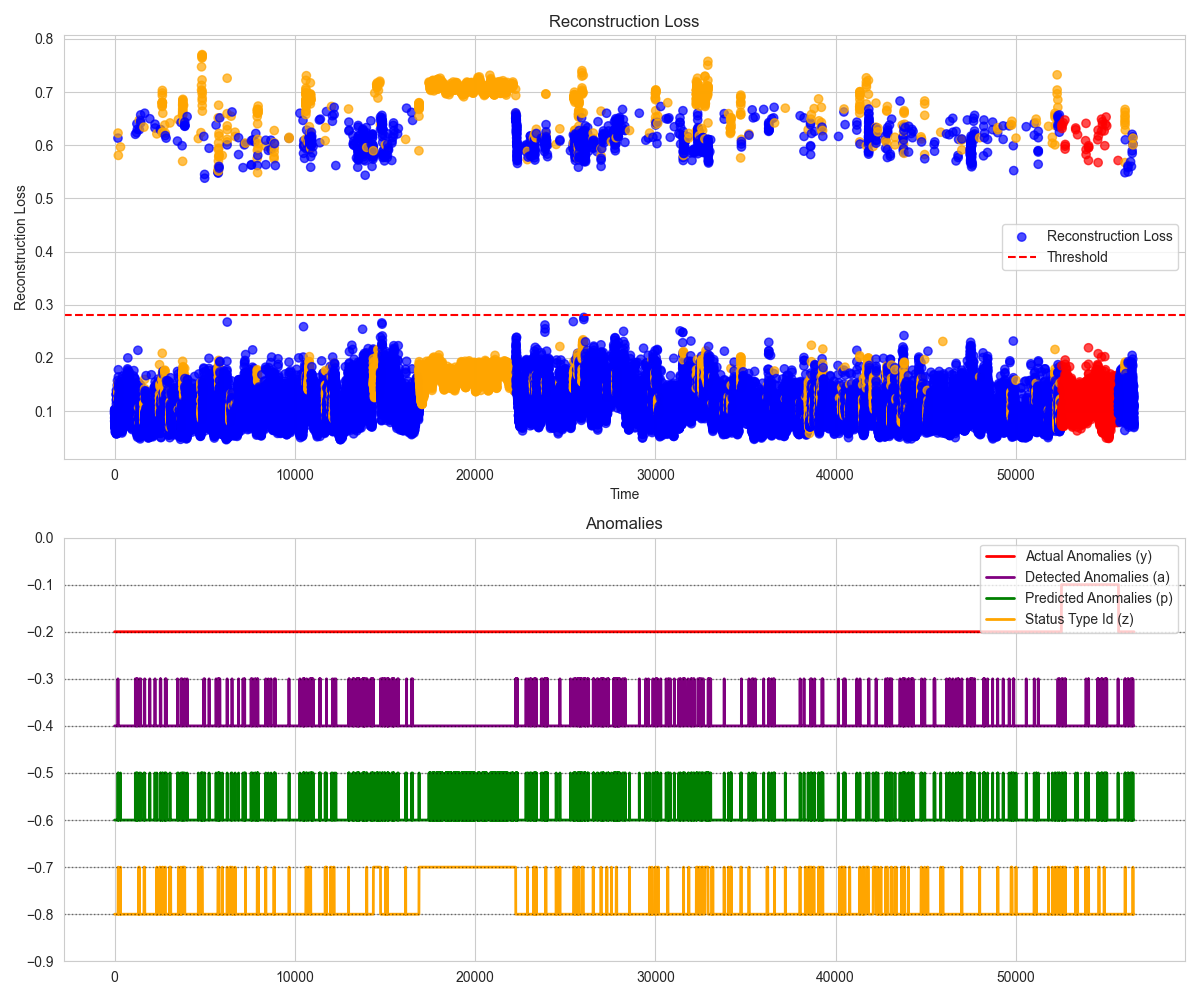 Reconstruction Loss
0.8
0.7
0.6
0.5
0.4
0.3
0.2
0.1
Reconstruction Loss
Reconstruction Loss
Threshold
0 10000 20000 30000 40000 50000
Time
Anomalies
0.0
−0.1
−0.2
−0.3
−0.4
−0.5
−0.6
−0.7
−0.8
−0.9
Actual Anomalies (y)
Detected Anomalies (a)
Predicted Anomalies (p)
Status Type Id (z)
0 10000 20000 30000 40000 50000